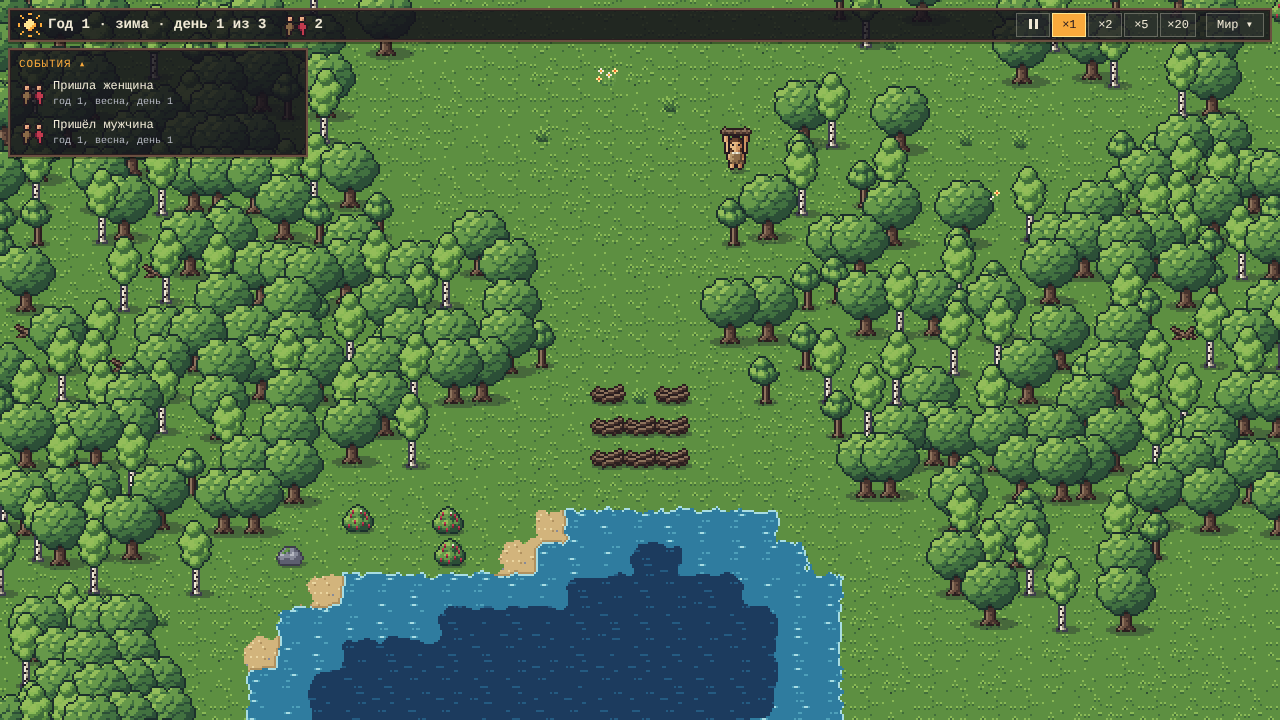 Год 1 · зима · день 1 из 3 2 ×1 ×2 ×5 ×20 Мир ▾
СОБЫТИЯ ▴
Пришла женщина
год 1, весна, день 1
Пришёл мужчина
год 1, весна, день 1